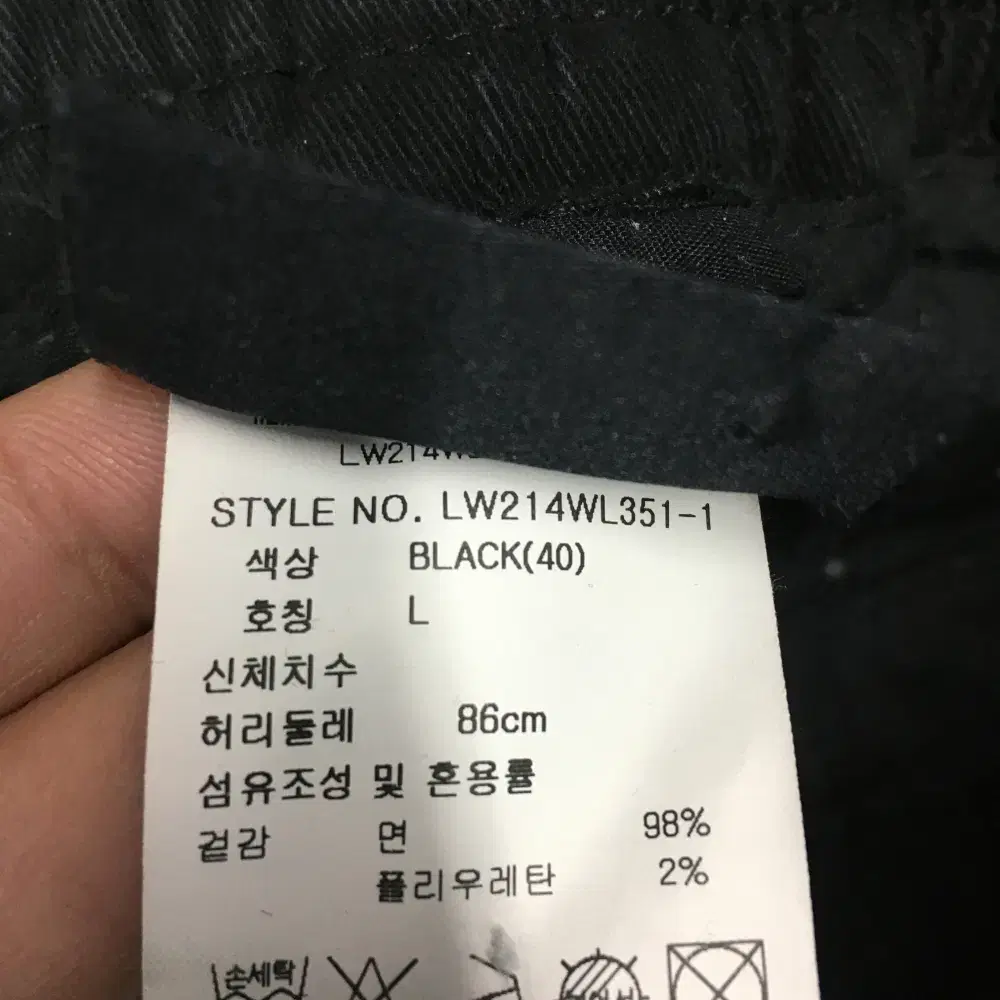 STYLE NO. LW214WL351-1
색상 BLACK(40)
호칭 L
신체치수
허리둘레 86cm
섬유조성 및 혼용률
겉감 면 98%
폴리우레탄 2%
손세탁